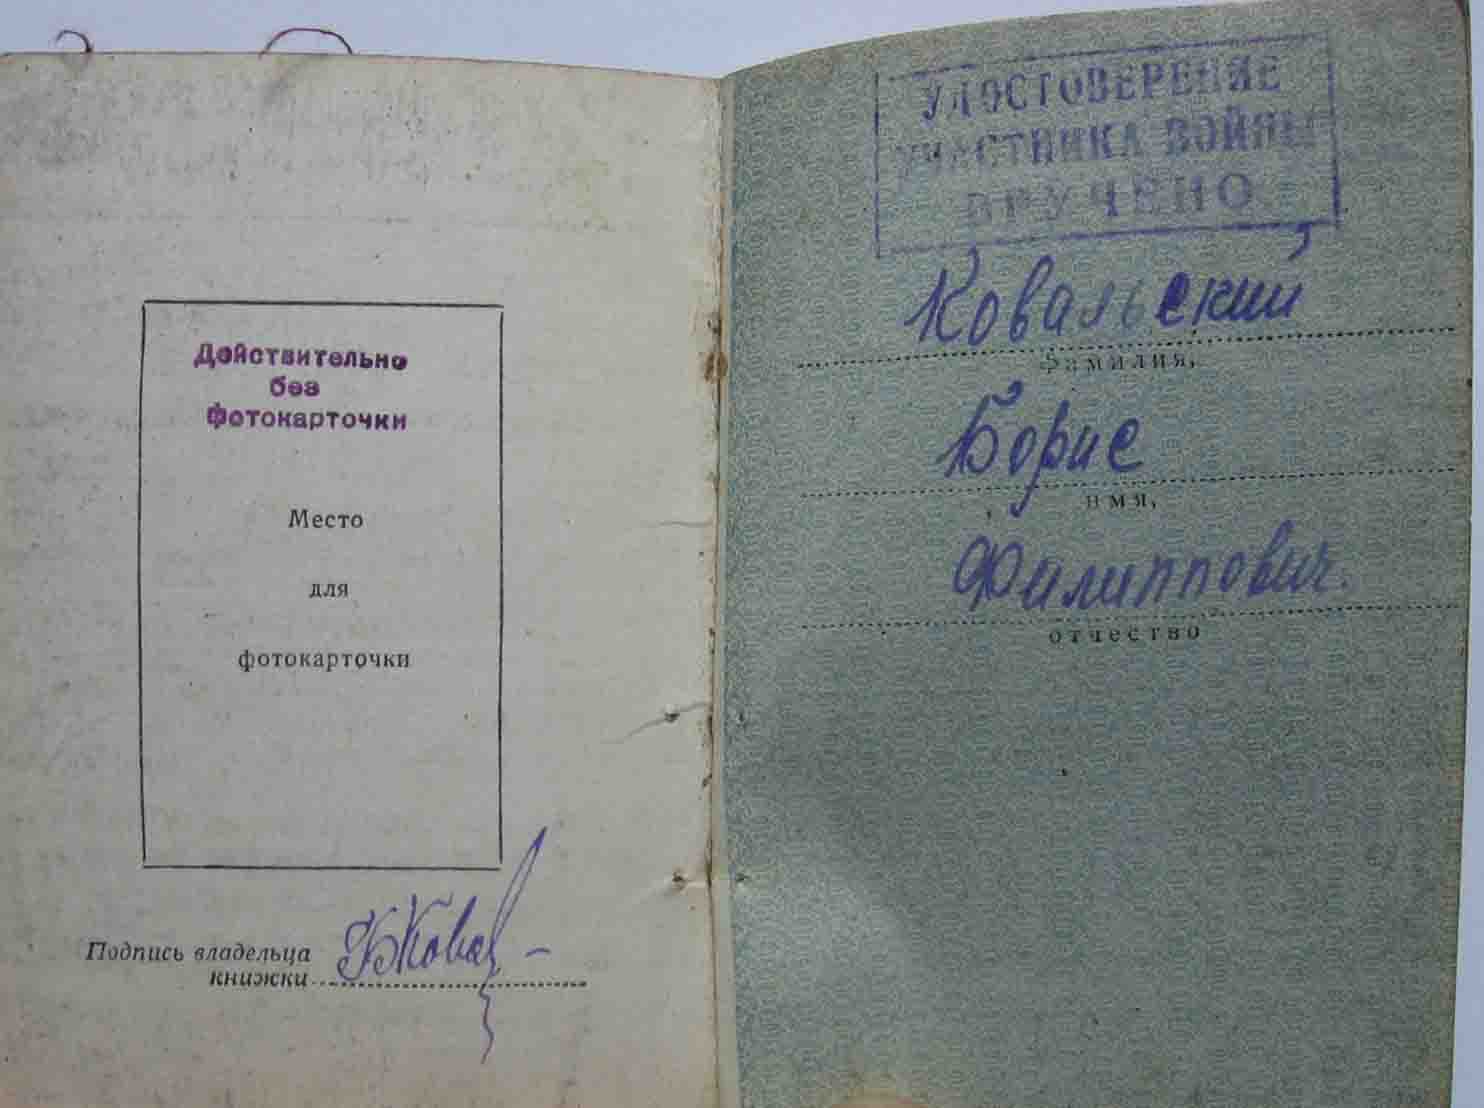 Действительно
без
Фотокарточки
Место
для
фотокарточки
Подпись владельца
книжки
УДОСТОВЕРЕНИЕ
УЧАСТНИКА ВОЙНЫ
ВРУЧЕНО
Ковальский
Фамилия,
Борис
имя,
Филиппович.
отчество